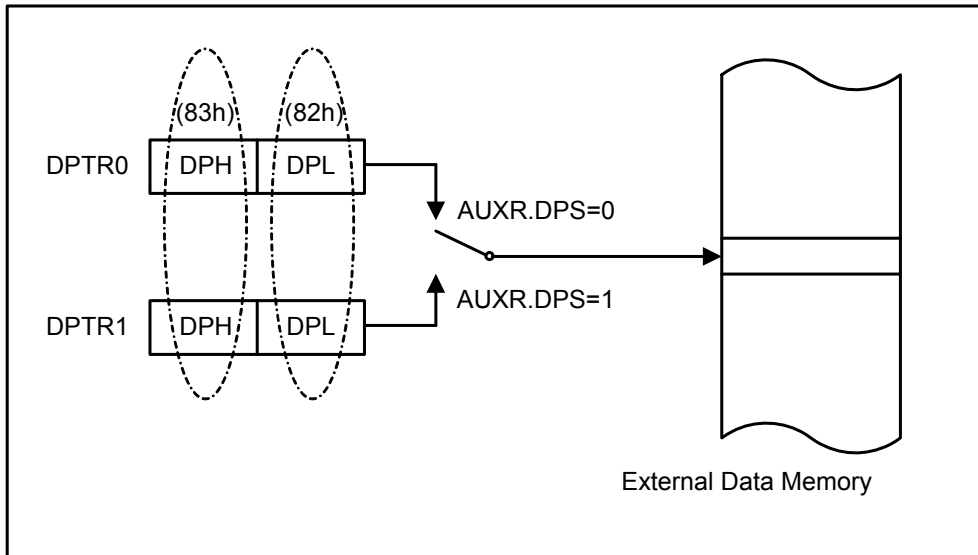 (83h) (82h)
DPTR0 DPH DPL
AUXR.DPS=0
AUXR.DPS=1
DPTR1 DPH DPL
External Data Memory